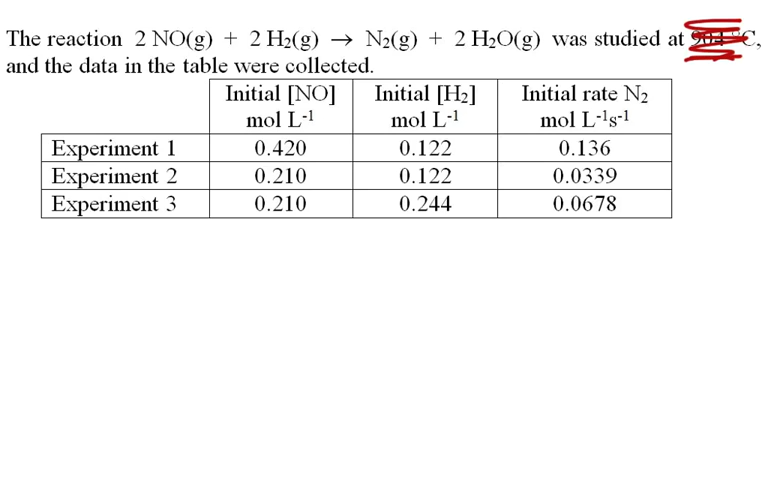 The reaction 2 NO(g) + 2 H₂(g) → N₂(g) + 2 H₂O(g) was studied at
and the data in the table were collected.
Initial [NO] Initial [H₂] Initial rate N₂
mol L⁻¹ mol L⁻¹ mol L⁻¹s⁻¹
Experiment 1 0.420 0.122 0.136
Experiment 2 0.210 0.122 0.0339
Experiment 3 0.210 0.244 0.0678